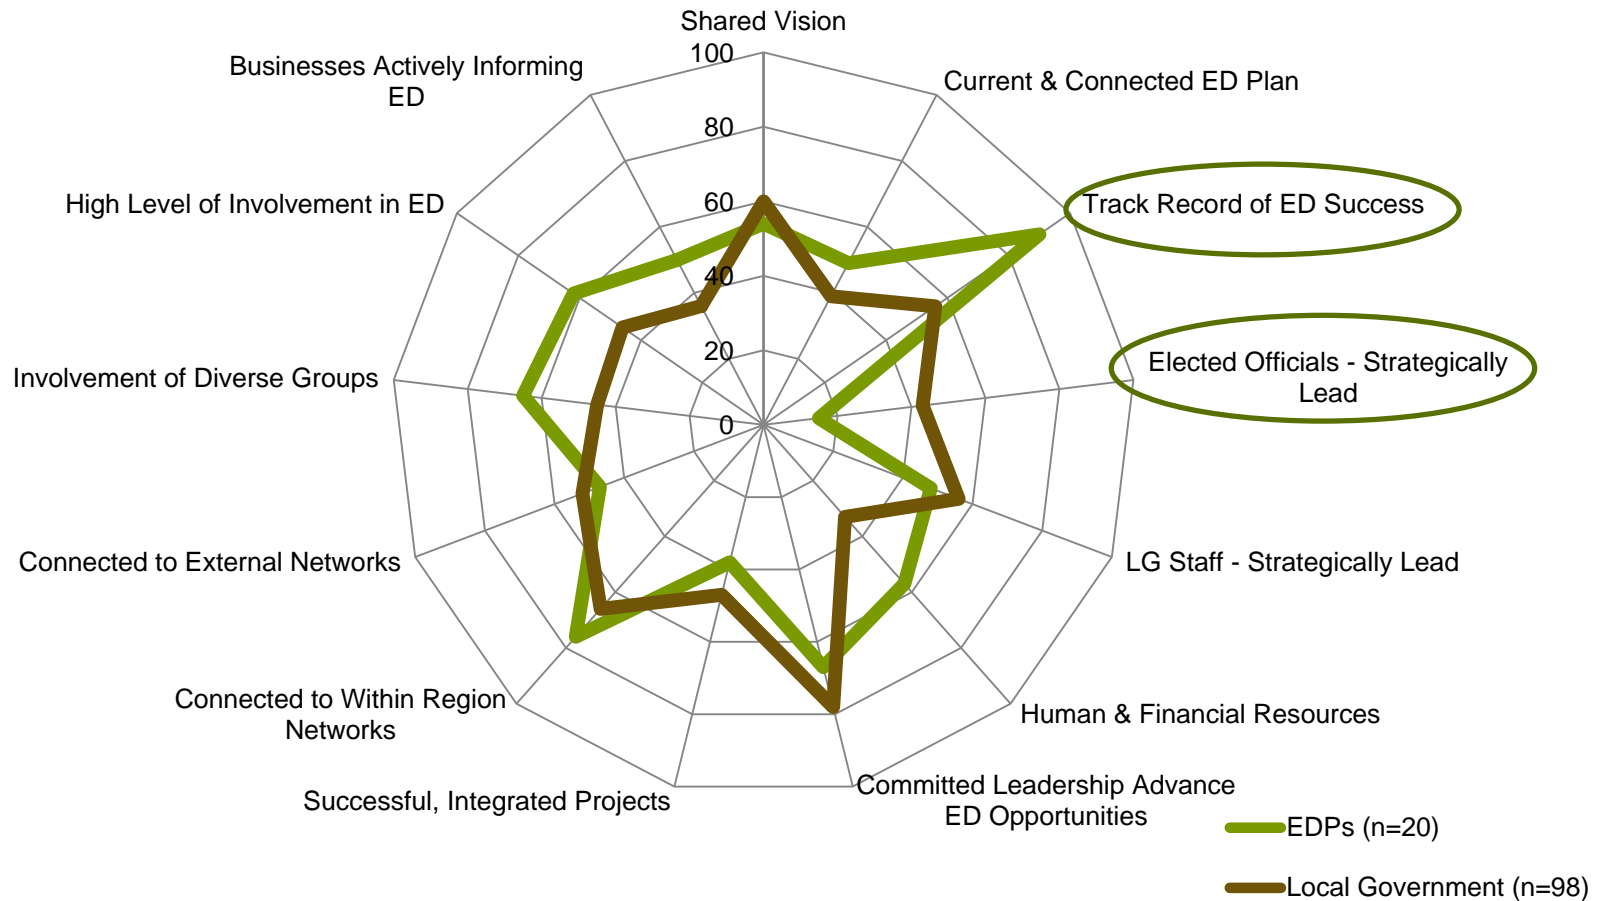 Shared Vision
100
80
60
40
20
0
Current & Connected ED Plan
Track Record of ED Success
Elected Officials - Strategically
Lead
LG Staff - Strategically Lead
Human & Financial Resources
Committed Leadership Advance
ED Opportunities
Successful, Integrated Projects
Connected to Within Region
Networks
Connected to External Networks
Involvement of Diverse Groups
High Level of Involvement in ED
Businesses Actively Informing
ED
EDPs (n=20)
Local Government (n=98)